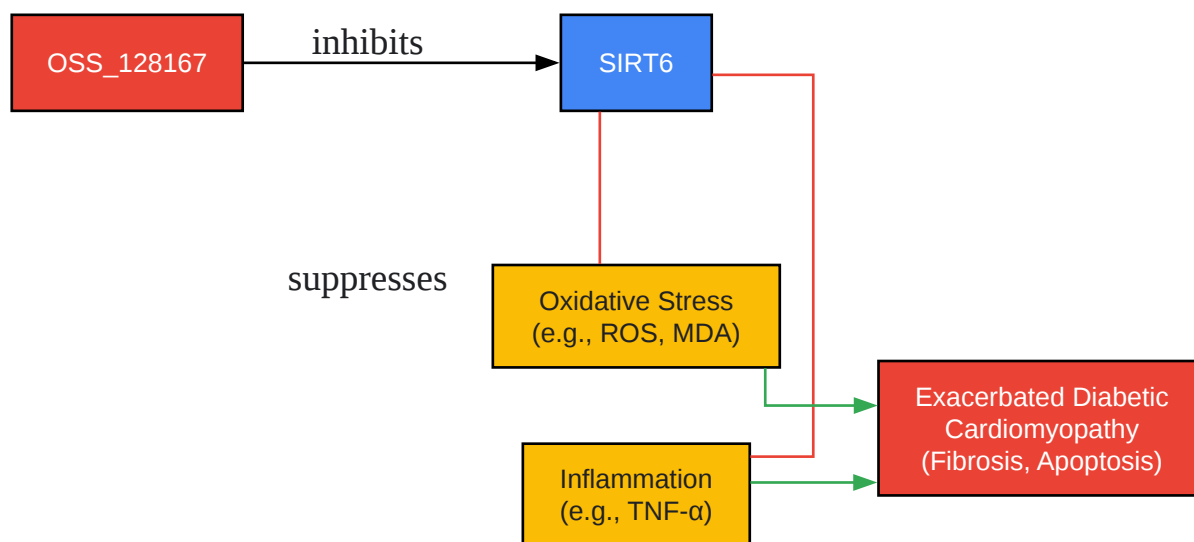 OSS_128167
inhibits
SIRT6
suppresses
Oxidative Stress
(e.g., ROS, MDA)
Exacerbated Diabetic
Cardiomyopathy
(Fibrosis, Apoptosis)
Inflammation
(e.g., TNF-α)